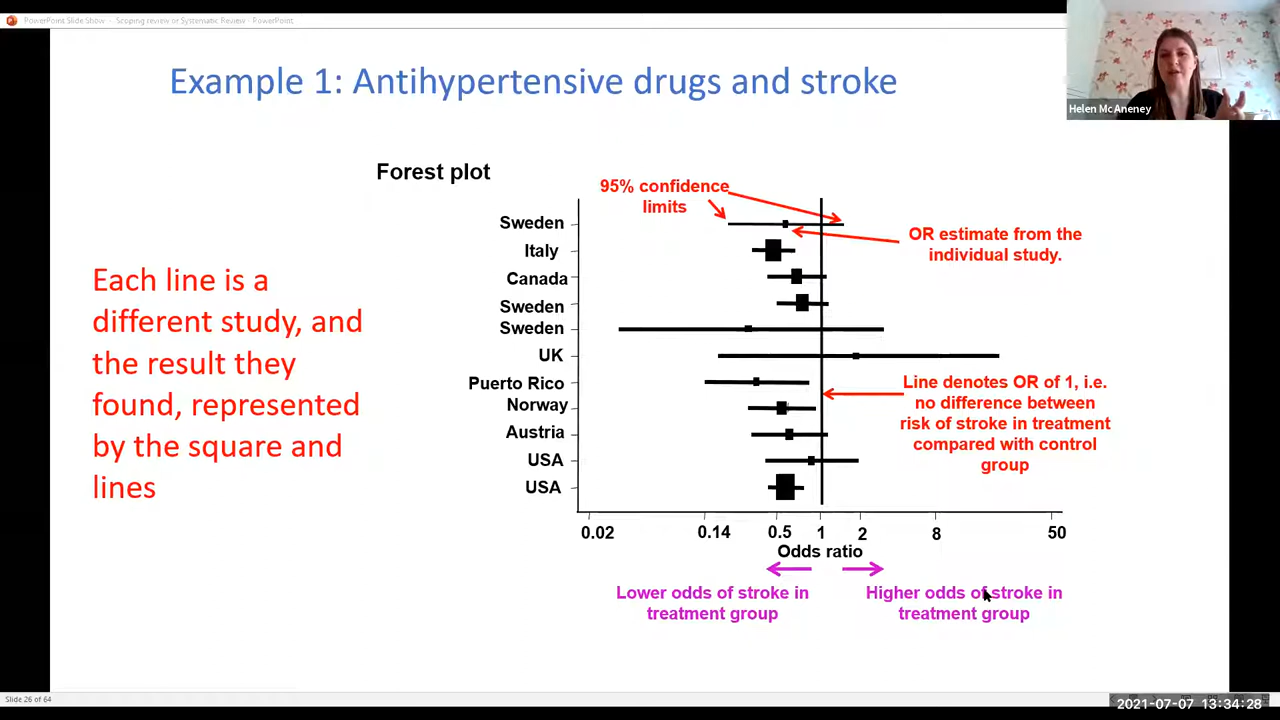 PowerPoint Slide Show - Scoping review or Systematic Review - PowerPoint
Helen McAneney
Example 1: Antihypertensive drugs and stroke
Forest plot
Each line is a
different study, and
the result they
found, represented
by the square and
lines
95% confidence
limits
OR estimate from the
individual study.
Sweden
Italy
Canada
Sweden
Sweden
UK
Puerto Rico
Norway
Austria
USA
USA
Line denotes OR of 1, i.e.
no difference between
risk of stroke in treatment
compared with control
group
0.02 0.14 0.5 1 2 8 50
Odds ratio
Lower odds of stroke in
treatment group
Higher odds of stroke in
treatment group
Slide 26 of 64
2021-07-07 13:34:28